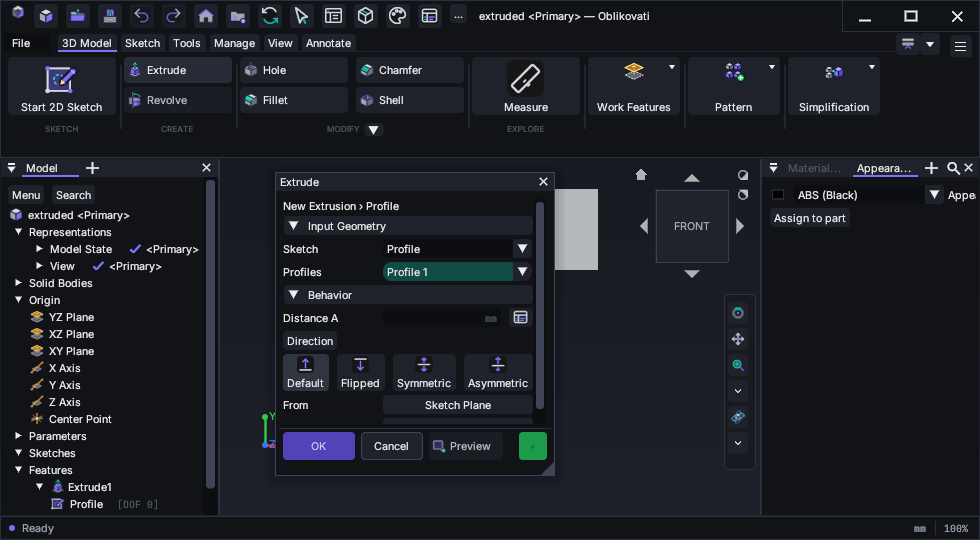 extruded <Primary> — Oblikovati
File
3D Model
Sketch
Tools
Manage
View
Annotate
Start 2D Sketch
SKETCH
Extrude
Revolve
CREATE
Hole
Fillet
Chamfer
Shell
MODIFY
Measure
EXPLORE
Work Features
Pattern
Simplification
Model
Menu
Search
extruded <Primary>
Representations
Model State
<Primary>
View
<Primary>
Solid Bodies
Origin
YZ Plane
XZ Plane
XY Plane
X Axis
Y Axis
Z Axis
Center Point
Parameters
Sketches
Features
Extrude1
Profile
[DOF 0]
Extrude
New Extrusion › Profile
Input Geometry
Sketch
Profile
Profiles
Profile 1
Behavior
Distance A
mm
Direction
Default
Flipped
Symmetric
Asymmetric
From
Sketch Plane
OK
Cancel
Preview
+
Y
Z
FRONT
Material...
Appeara...
ABS (Black)
Appea
Assign to part
Ready
mm
100%